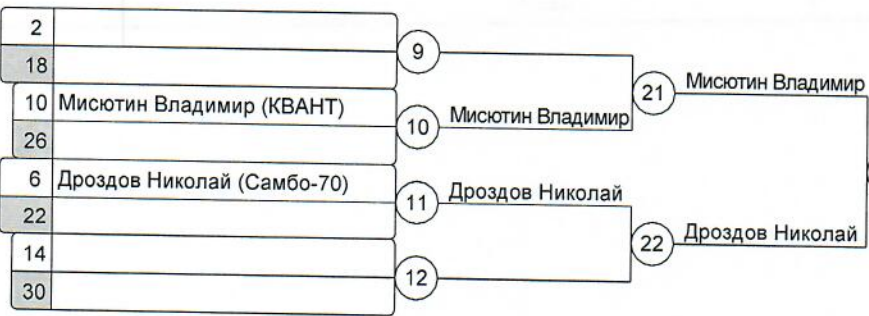 2
18
9
10 Мисютин Владимир (КВАНТ)
26
10 Мисютин Владимир
21 Мисютин Владимир
6 Дроздов Николай (Самбо-70)
22
11 Дроздов Николай
22 Дроздов Николай
14
30
12